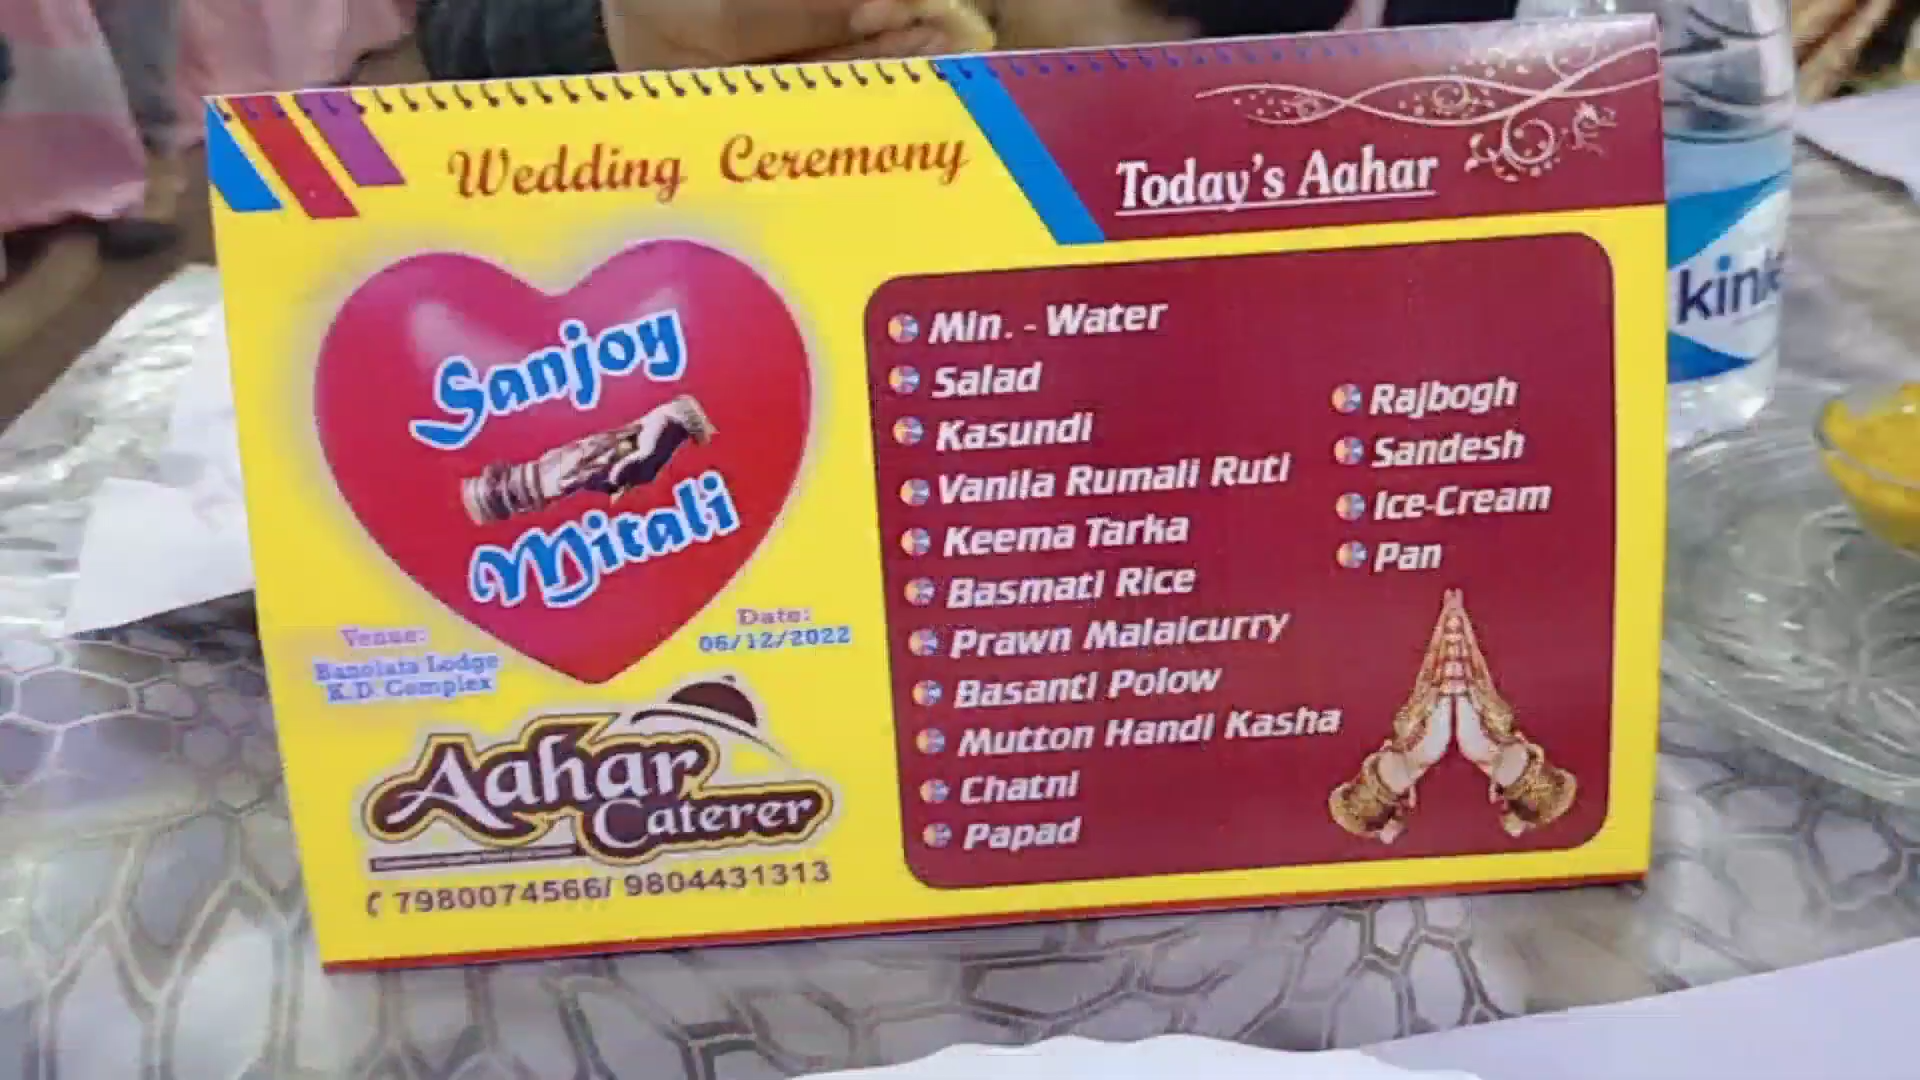 Wedding Ceremony
Sanjoy
Mitali
Venue:
Banolata Lodge
K.D. Complex
Date:
06/12/2022
Aahar
Caterer
7980074566/ 9804431313
Today's Aahar
Min. - Water
Salad
Kasundi
Vanila Rumali Ruti
Keema Tarka
Basmati Rice
Prawn Malaicurry
Basanti Polow
Mutton Handi Kasha
Chatni
Papad
Rajbogh
Sandesh
Ice-Cream
Pan